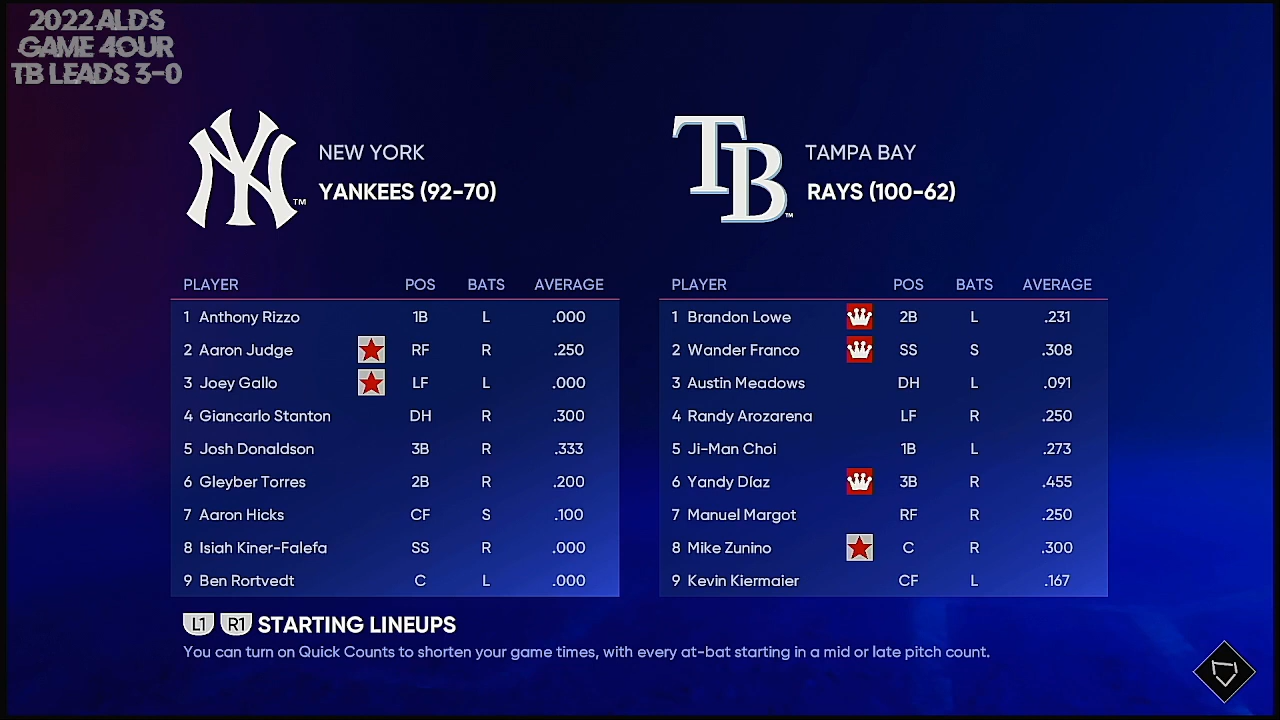 2022 ALDS
GAME 4OUR
TB LEADS 3-0
NY TM
NEW YORK
YANKEES (92-70)
TB TM
TAMPA BAY
RAYS (100-62)
PLAYER POS BATS AVERAGE
1 Anthony Rizzo 1B L .000
2 Aaron Judge RF R .250
3 Joey Gallo LF L .000
4 Giancarlo Stanton DH R .300
5 Josh Donaldson 3B R .333
6 Gleyber Torres 2B R .200
7 Aaron Hicks CF S .100
8 Isiah Kiner-Falefa SS R .000
9 Ben Rortvedt C L .000
PLAYER POS BATS AVERAGE
1 Brandon Lowe 2B L .231
2 Wander Franco SS S .308
3 Austin Meadows DH L .091
4 Randy Arozarena LF R .250
5 Ji-Man Choi 1B L .273
6 Yandy Díaz 3B R .455
7 Manuel Margot RF R .250
8 Mike Zunino C R .300
9 Kevin Kiermaier CF L .167
L1 R1 STARTING LINEUPS
You can turn on Quick Counts to shorten your game times, with every at-bat starting in a mid or late pitch count.